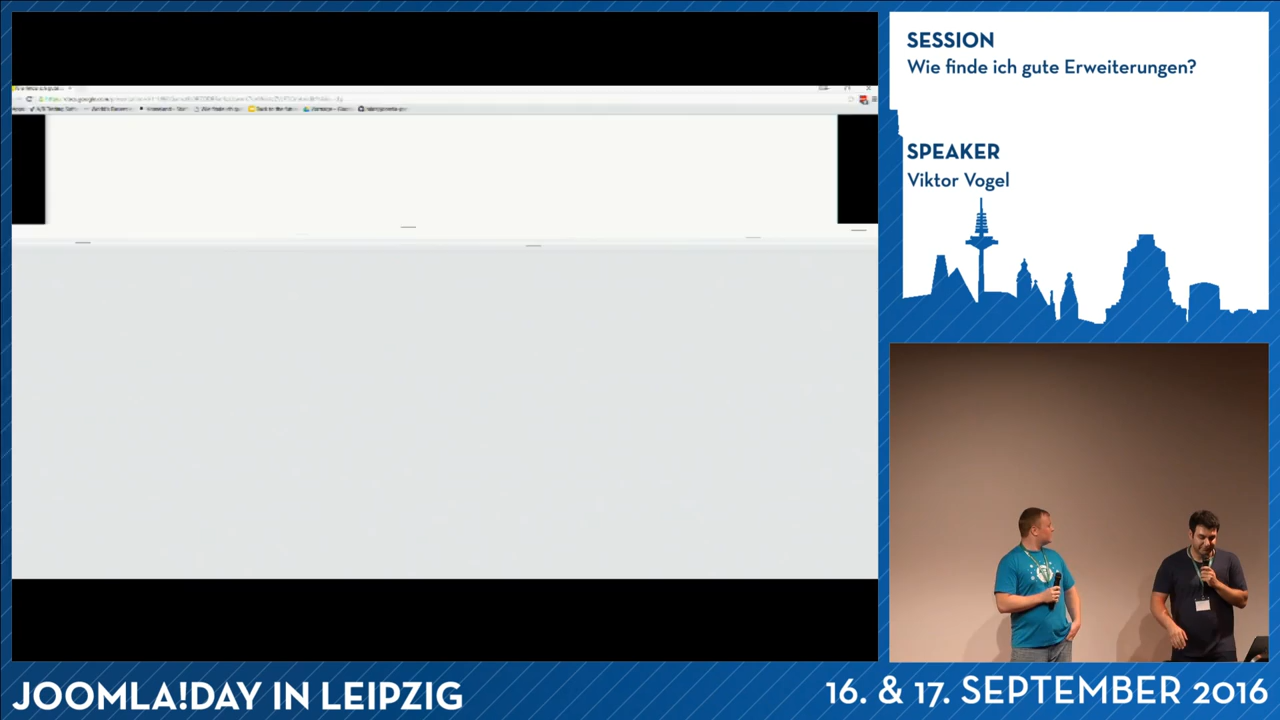 SESSION
Wie finde ich gute Erweiterungen?
SPEAKER
Viktor Vogel
JOOMLA!DAY IN LEIPZIG
16. & 17. SEPTEMBER 2016